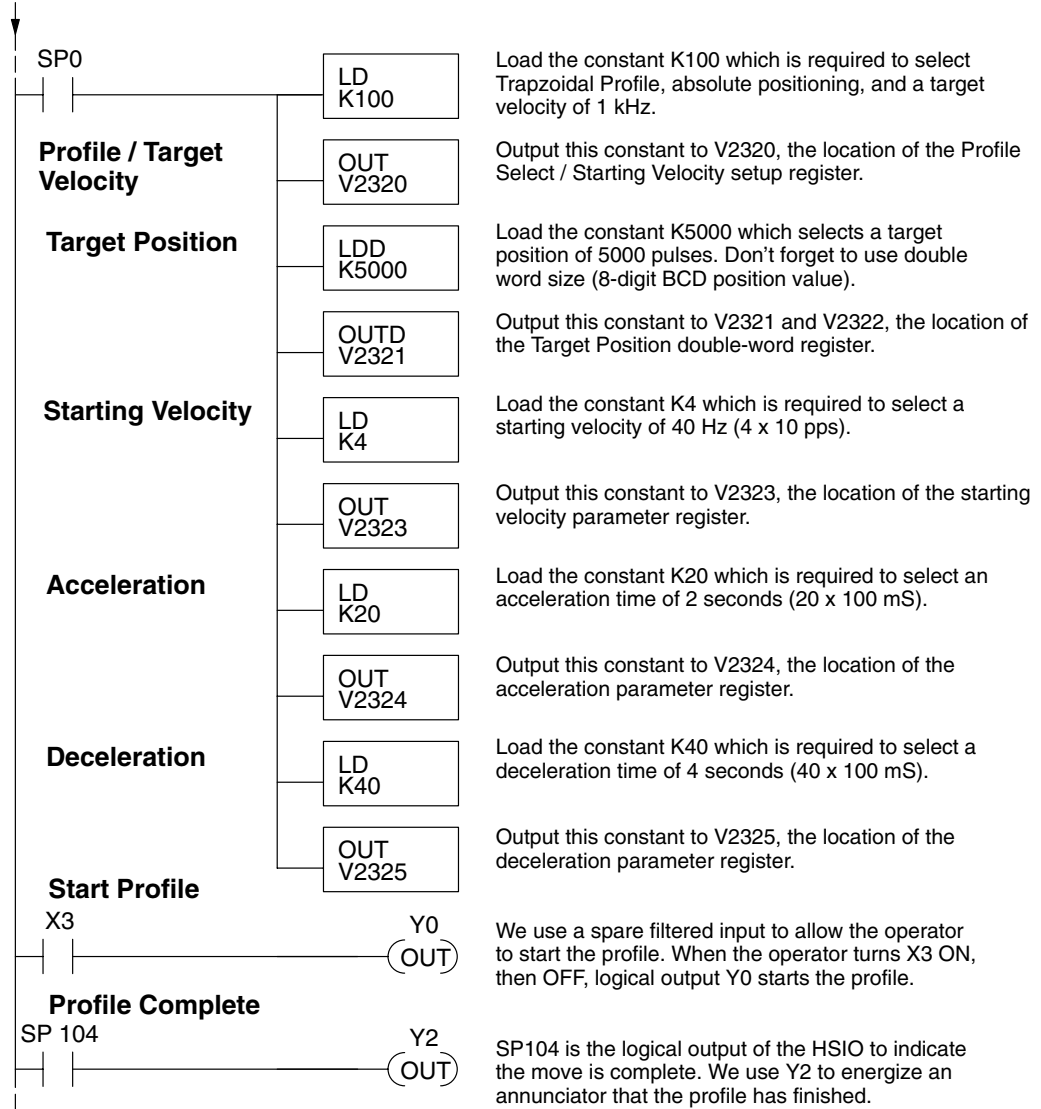 SP0
LD
K100
Load the constant K100 which is required to select
Trapzoidal Profile, absolute positioning, and a target
velocity of 1 kHz.
Profile / Target
Velocity
OUT
V2320
Output this constant to V2320, the location of the Profile
Select / Starting Velocity setup register.
Target Position
LDD
K5000
Load the constant K5000 which selects a target
position of 5000 pulses. Don't forget to use double
word size (8-digit BCD position value).
OUTD
V2321
Output this constant to V2321 and V2322, the location of
the Target Position double-word register.
Starting Velocity
LD
K4
Load the constant K4 which is required to select a
starting velocity of 40 Hz (4 x 10 pps).
OUT
V2323
Output this constant to V2323, the location of the starting
velocity parameter register.
Acceleration
LD
K20
Load the constant K20 which is required to select an
acceleration time of 2 seconds (20 x 100 mS).
OUT
V2324
Output this constant to V2324, the location of the
acceleration parameter register.
Deceleration
LD
K40
Load the constant K40 which is required to select a
deceleration time of 4 seconds (40 x 100 mS).
OUT
V2325
Output this constant to V2325, the location of the
deceleration parameter register.
Start Profile
X3
Y0
OUT
We use a spare filtered input to allow the operator
to start the profile. When the operator turns X3 ON,
then OFF, logical output Y0 starts the profile.
Profile Complete
SP 104
Y2
OUT
SP104 is the logical output of the HSIO to indicate
the move is complete. We use Y2 to energize an
annunciator that the profile has finished.